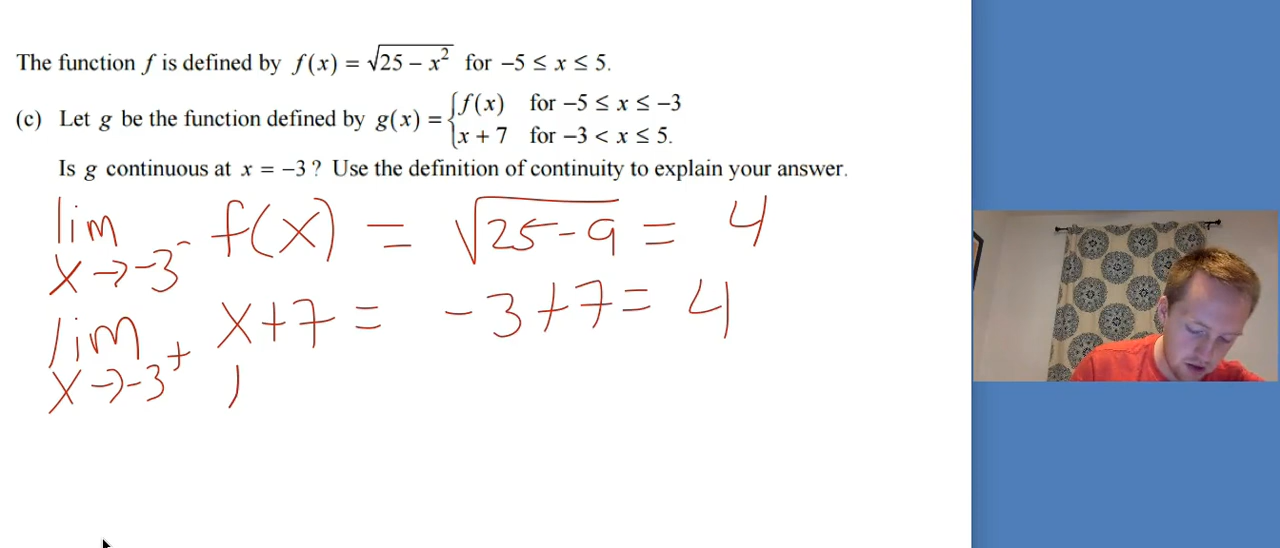 The function f is defined by f(x) = √(25 – x²) for –5 ≤ x ≤ 5.
(c) Let g be the function defined by g(x) = { f(x) for –5 ≤ x ≤ –3
x + 7 for –3 < x ≤ 5.
Is g continuous at x = –3 ? Use the definition of continuity to explain your answer.
lim x→-3⁻ f(x) = √(25-9) = 4
lim x→-3⁺ x+7 = -3+7 = 4